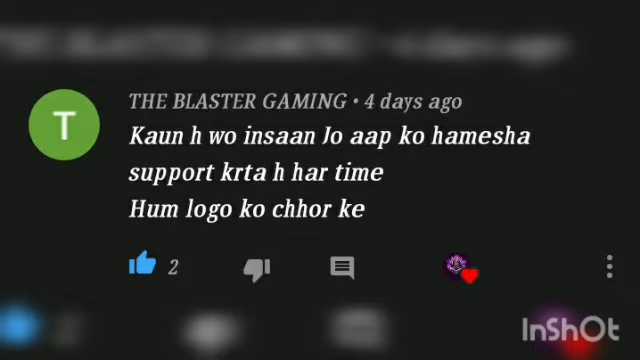 THE BLASTER GAMING • 4 days ago
T
Kaun h wo insaan Jo aap ko hamesha
support krta h har time
Hum logo ko chhor ke
2
InShOt